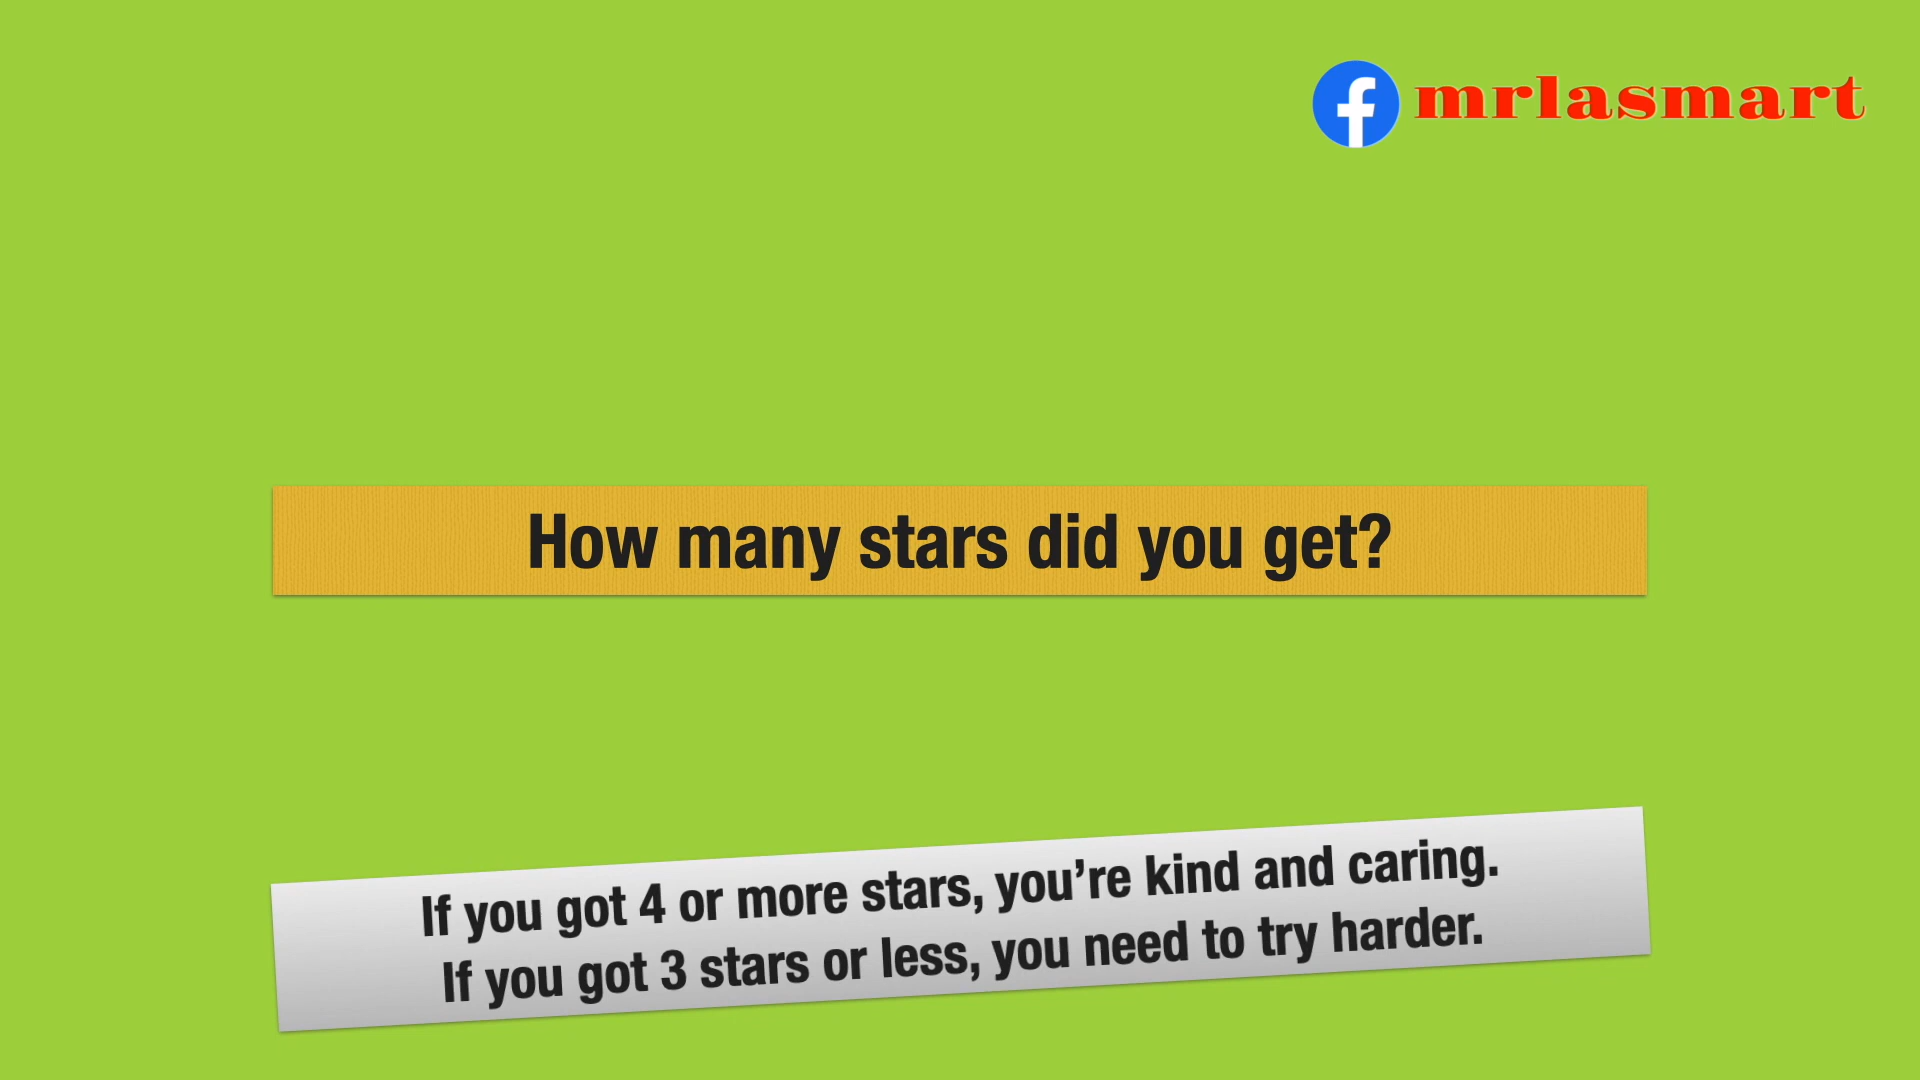 mrlasmart
How many stars did you get?
If you got 4 or more stars, you’re kind and caring.
If you got 3 stars or less, you need to try harder.